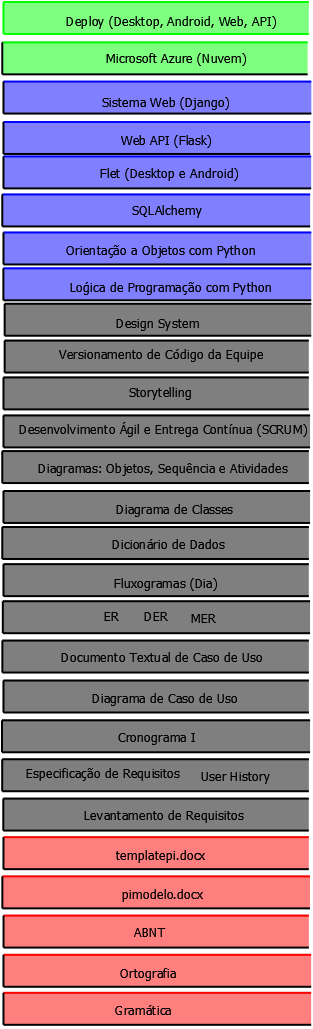 Deploy (Desktop, Android, Web, API)
Microsoft Azure (Nuvem)
Sistema Web (Django)
Web API (Flask)
Flet (Desktop e Android)
SQLAlchemy
Orientação a Objetos com Python
Loǵica de Programação com Python
Design System
Versionamento de Código da Equipe
Storytelling
Desenvolvimento Ágil e Entrega Contínua (SCRUM)
Diagramas: Objetos, Sequência e Atividades
Diagrama de Classes
Dicionário de Dados
Fluxogramas (Dia)
ER DER MER
Documento Textual de Caso de Uso
Diagrama de Caso de Uso
Cronograma I
Especificação de Requisitos User History
Levantamento de Requisitos
templatepi.docx
pimodelo.docx
ABNT
Ortografia
Gramática